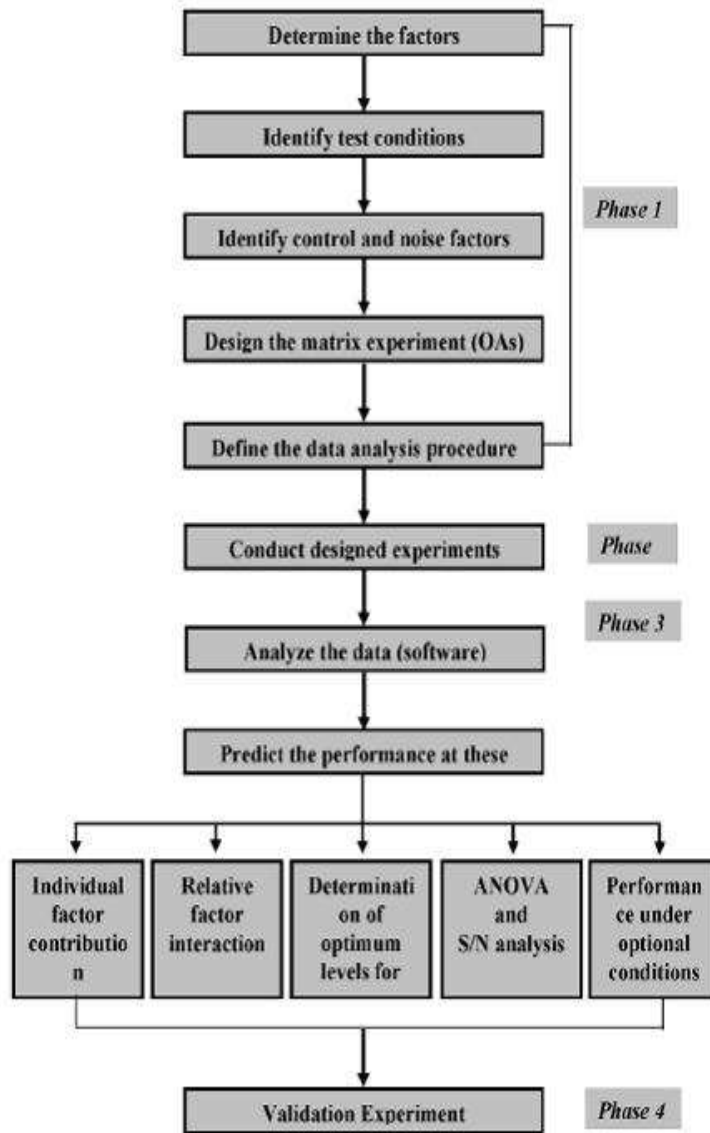 Determine the factors
Identify test conditions
Phase 1
Identify control and noise factors
Design the matrix experiment (OAs)
Define the data analysis procedure
Conduct designed experiments
Phase
Phase 3
Analyze the data (software)
Predict the performance at these
Individual
factor
contributio
n
Relative
factor
interaction
Determinati
on of
optimum
levels for
ANOVA
and
S/N analysis
Performan
ce under
optional
conditions
Validation Experiment
Phase 4